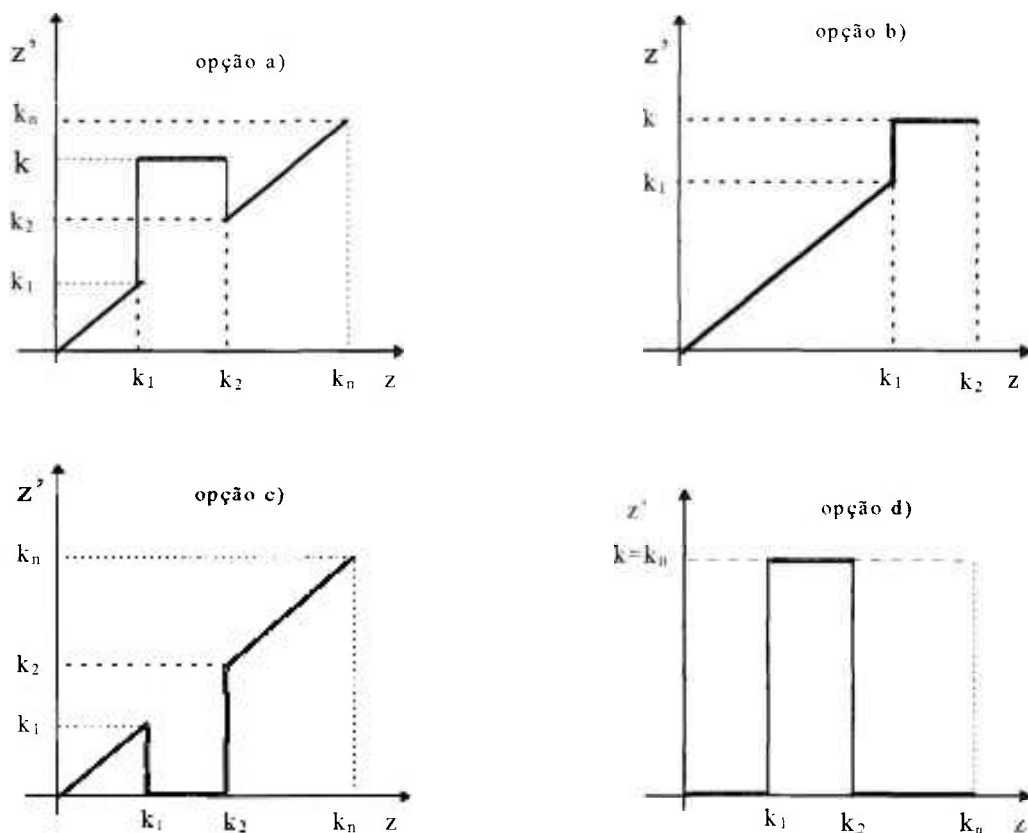 opção a)
z’
kₙ
k
k₂
k₁
k₁ k₂ kₙ z
opção b)
z’
k
k₁
k₁ k₂ z
opção c)
z’
kₙ
k₂
k₁
k₁ k₂ kₙ z
opção d)
z’
k=kₙ
k₁ k₂ kₙ z